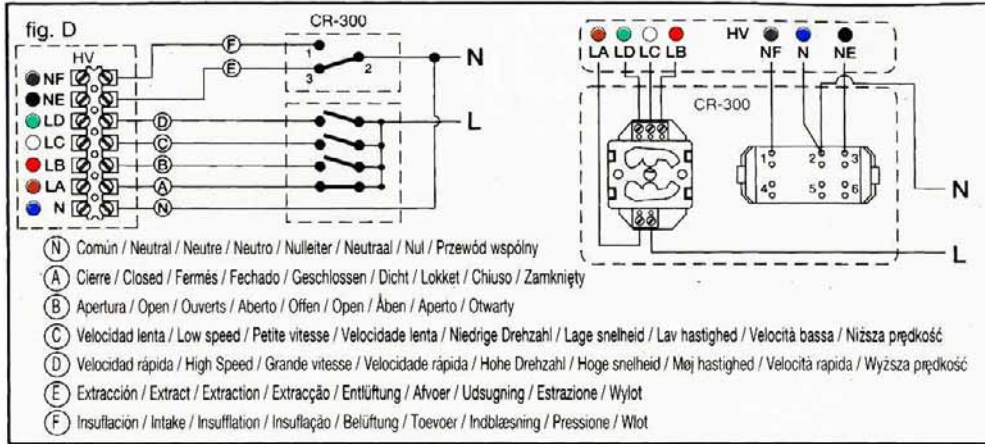 fig. D
CR-300
HV
NF
NE
LD
LC
LB
LA
N
F
E
D
C
B
A
N
1
3
2
N
L
LA LD LC LB HV NF N NE
CR-300
1 2 3
4 5 6
N
L
N Común / Neutral / Neutre / Neutro / Nulleiter / Neutraal / Nul / Przewód wspólny
A Cierre / Closed / Fermés / Fechado / Geschlossen / Dicht / Lokket / Chiuso / Zamknięty
B Apertura / Open / Ouverts / Aberto / Offen / Open / Åben / Aperto / Otwarty
C Velocidad lenta / Low speed / Petite vitesse / Velocidade lenta / Niedrige Drehzahl / Lage snelheid / Lav hastighed / Velocità bassa / Niższa prędkość
D Velocidad rápida / High Speed / Grande vitesse / Velocidade rápida / Hohe Drehzahl / Hoge snelheid / Møj hastighed / Velocità rapida / Wyższa prędkość
E Extracción / Extract / Extraction / Extracção / Entlüftung / Afvoer / Udsugning / Estrazione / Wylot
F Insuflación / Intake / Insufflation / Insuflação / Belüftung / Toevoer / Indblæsning / Pressione / Wlot